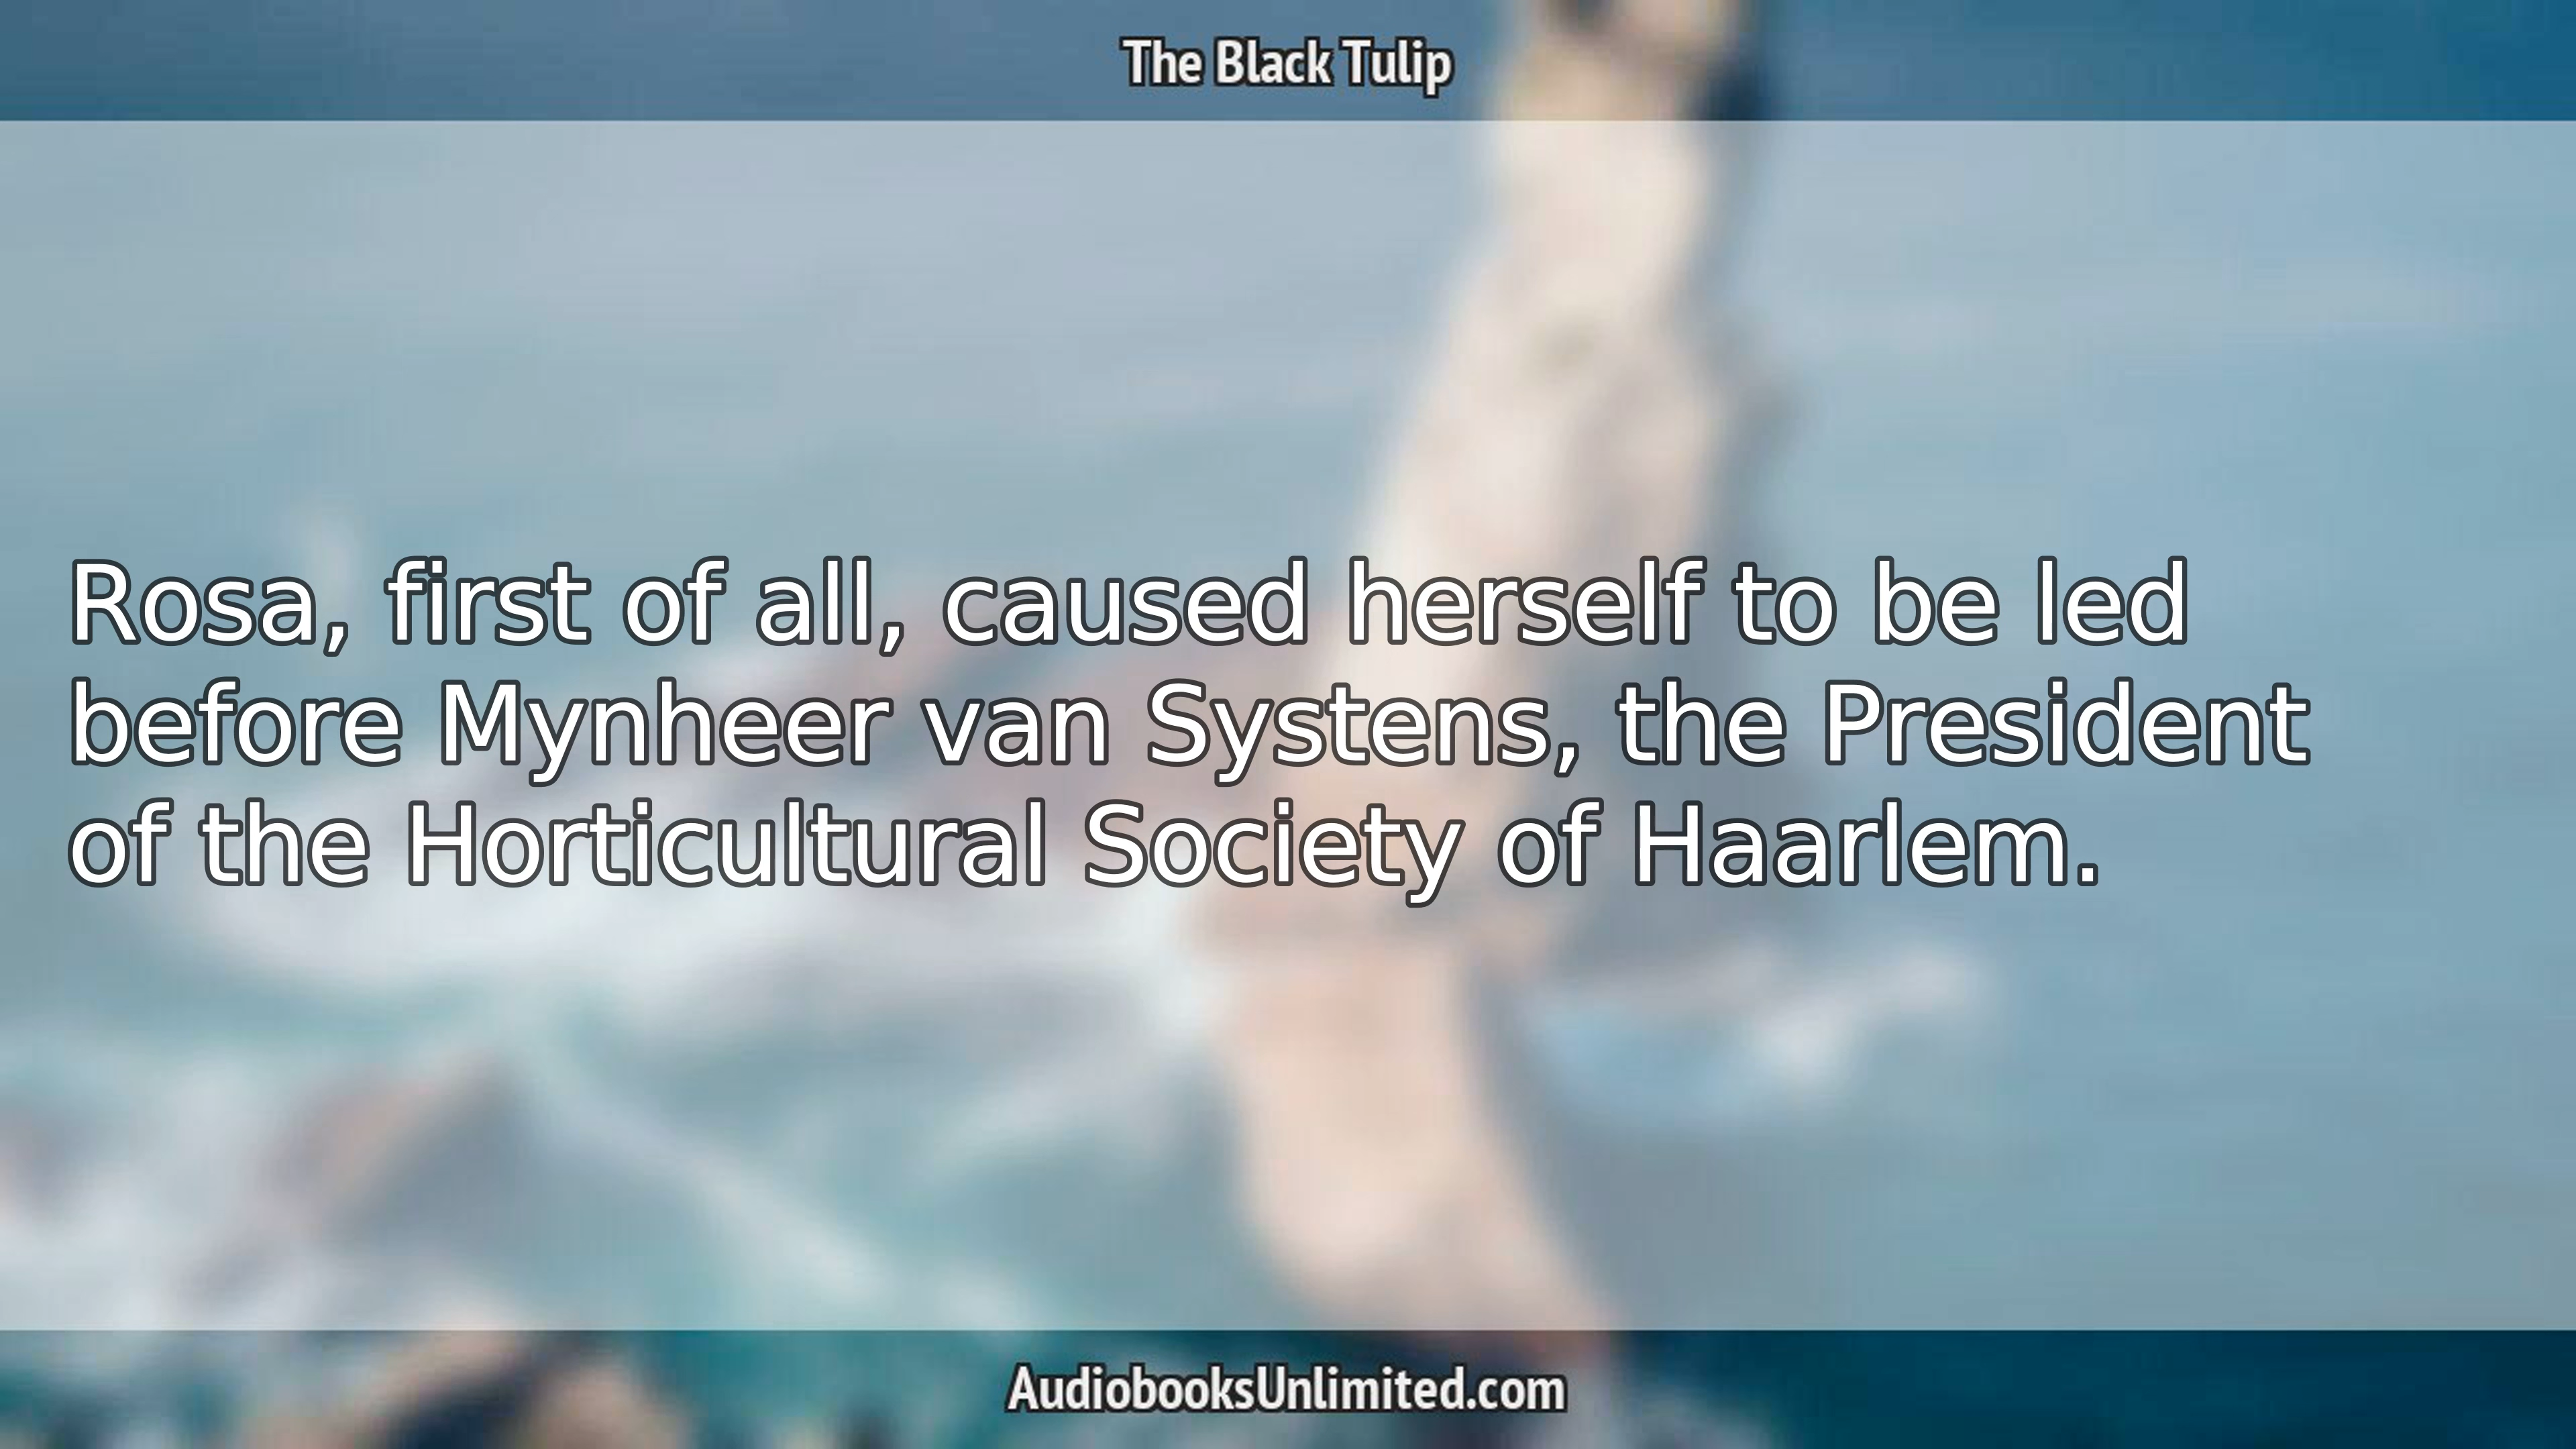 The Black Tulip
Rosa, first of all, caused herself to be led
before Mynheer van Systens, the President
of the Horticultural Society of Haarlem.
AudiobooksUnlimited.com